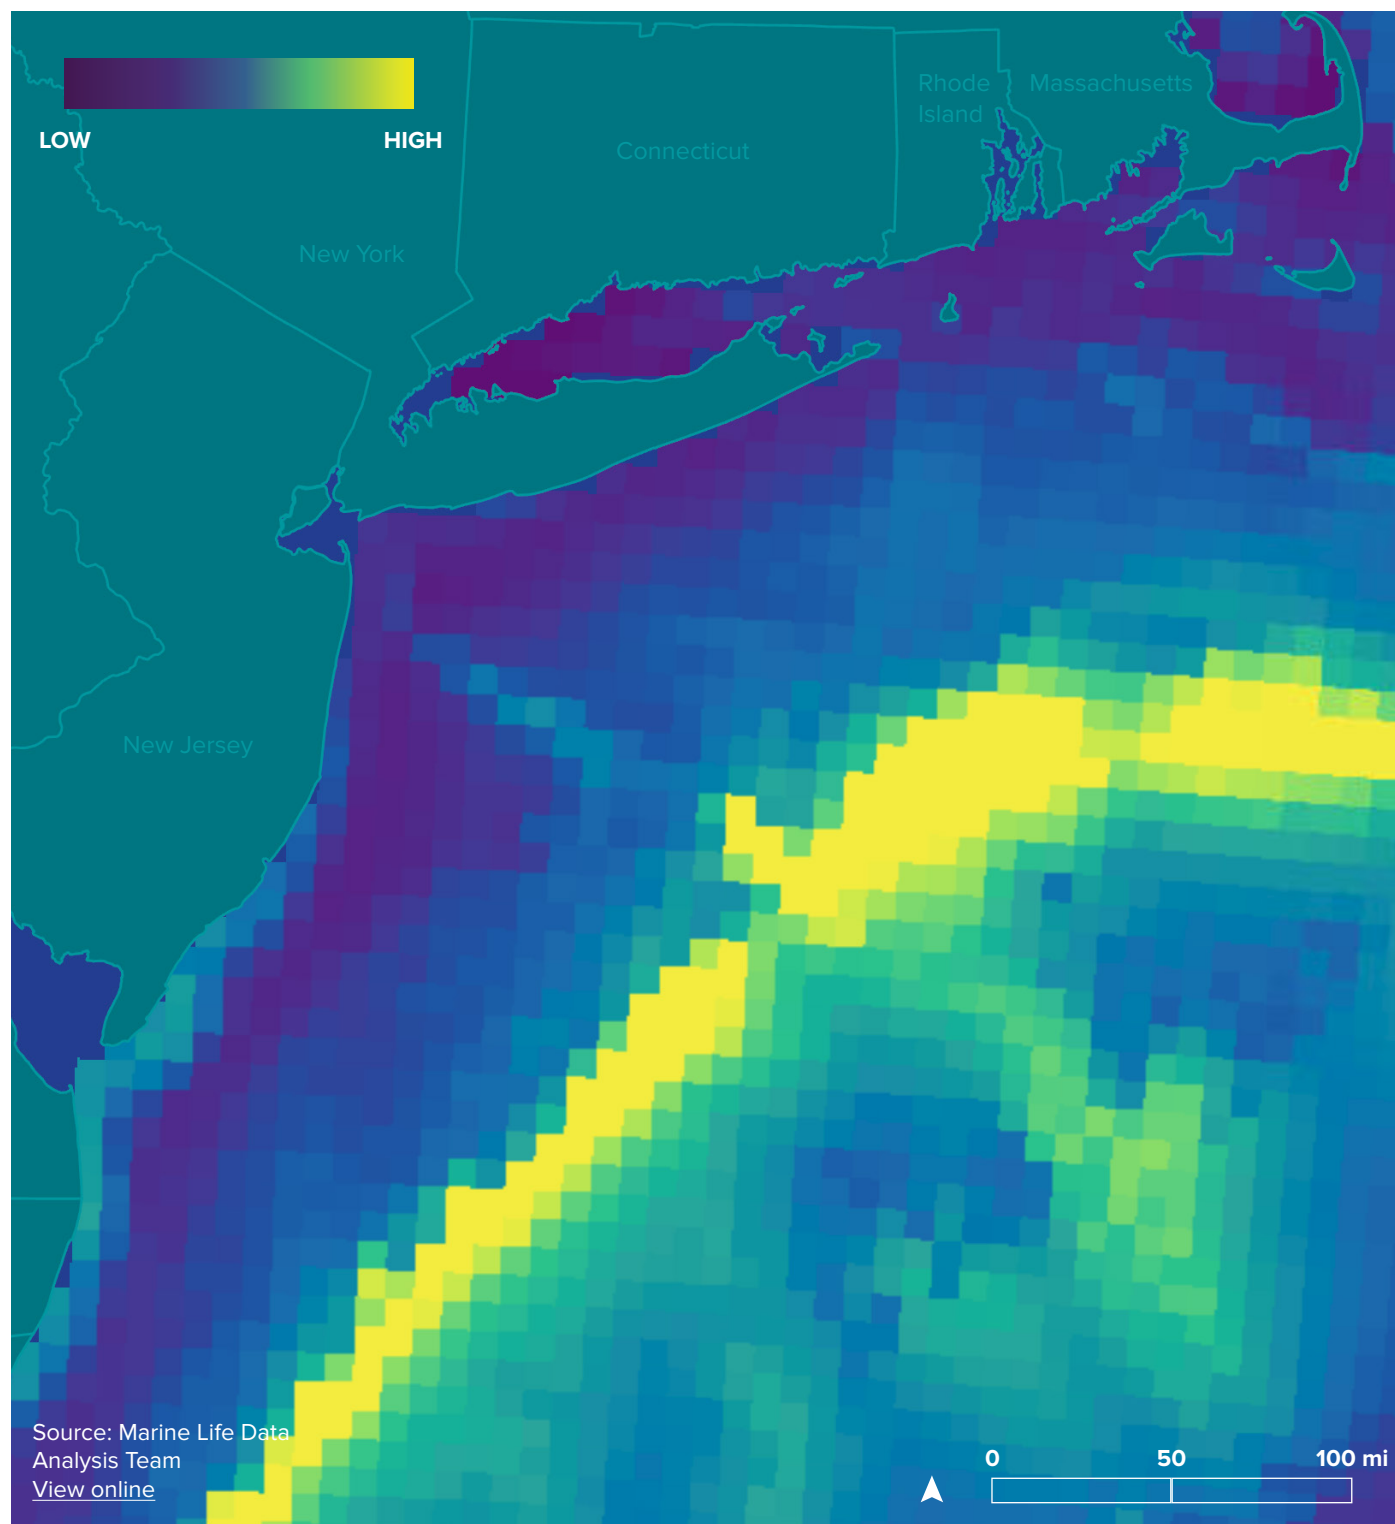 LOW
HIGH
Rhode
Island
Massachusetts
Connecticut
New York
New Jersey
Source: Marine Life Data
Analysis Team
View online
0 50 100 mi